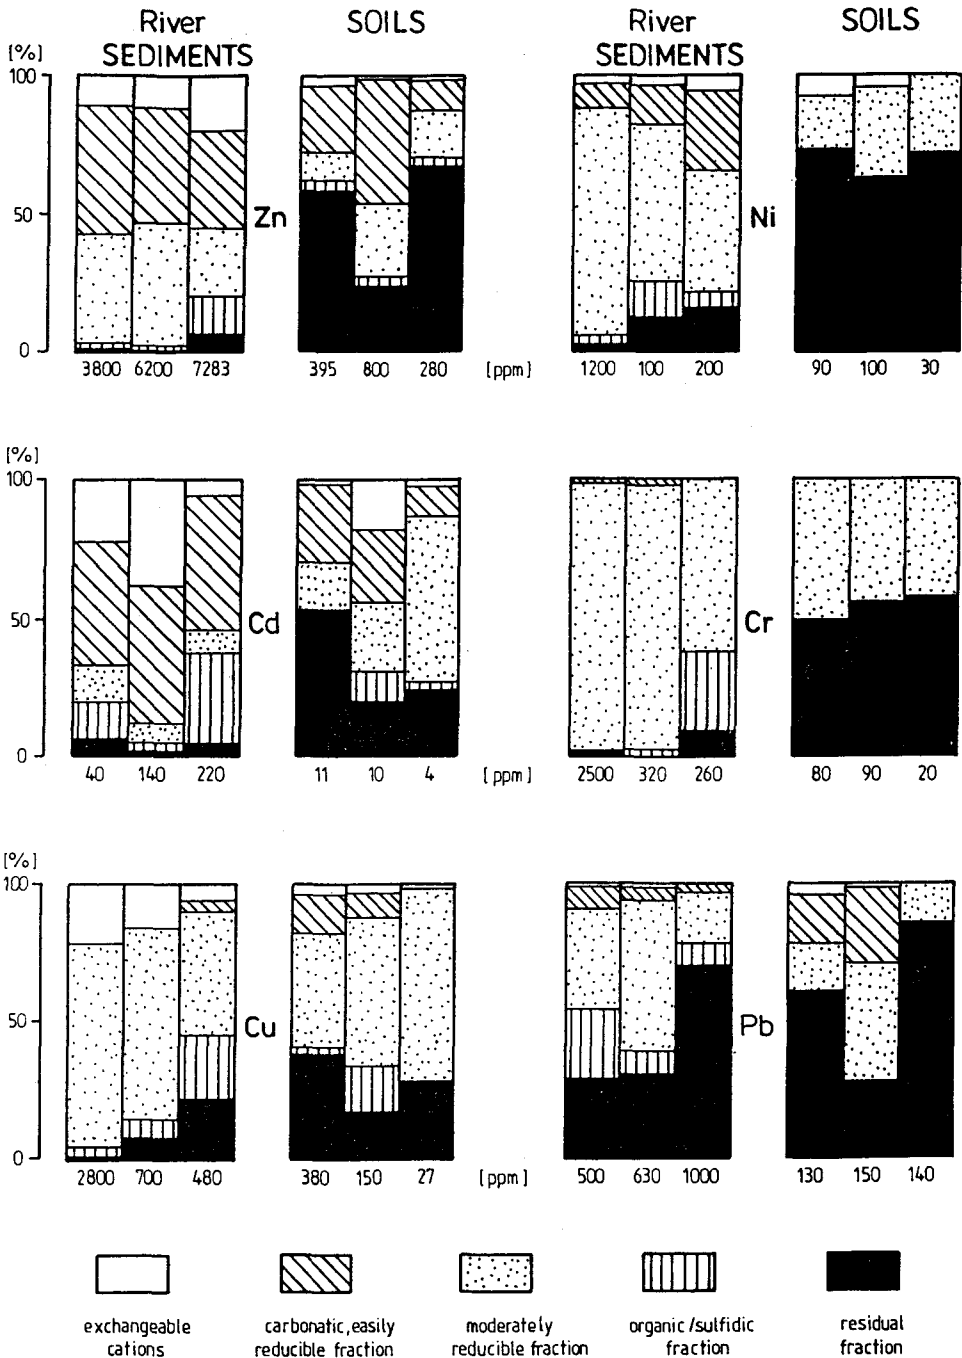 River SOILS River SOILS
[%] SEDIMENTS SEDIMENTS
100
50 Zn Ni
0
3800 6200 7283 395 800 280 [ppm] 1200 100 200 90 100 30
[%]
100
50 Cd Cr
0
40 140 220 11 10 4 [ppm] 2500 320 260 80 90 20
[%]
100
50 Cu Pb
0
2800 700 480 380 150 27 [ppm] 500 630 1000 130 150 140
exchangeable carbonatic, easily moderately organic/sulfidic residual
cations reducible fraction reducible fraction fraction fraction